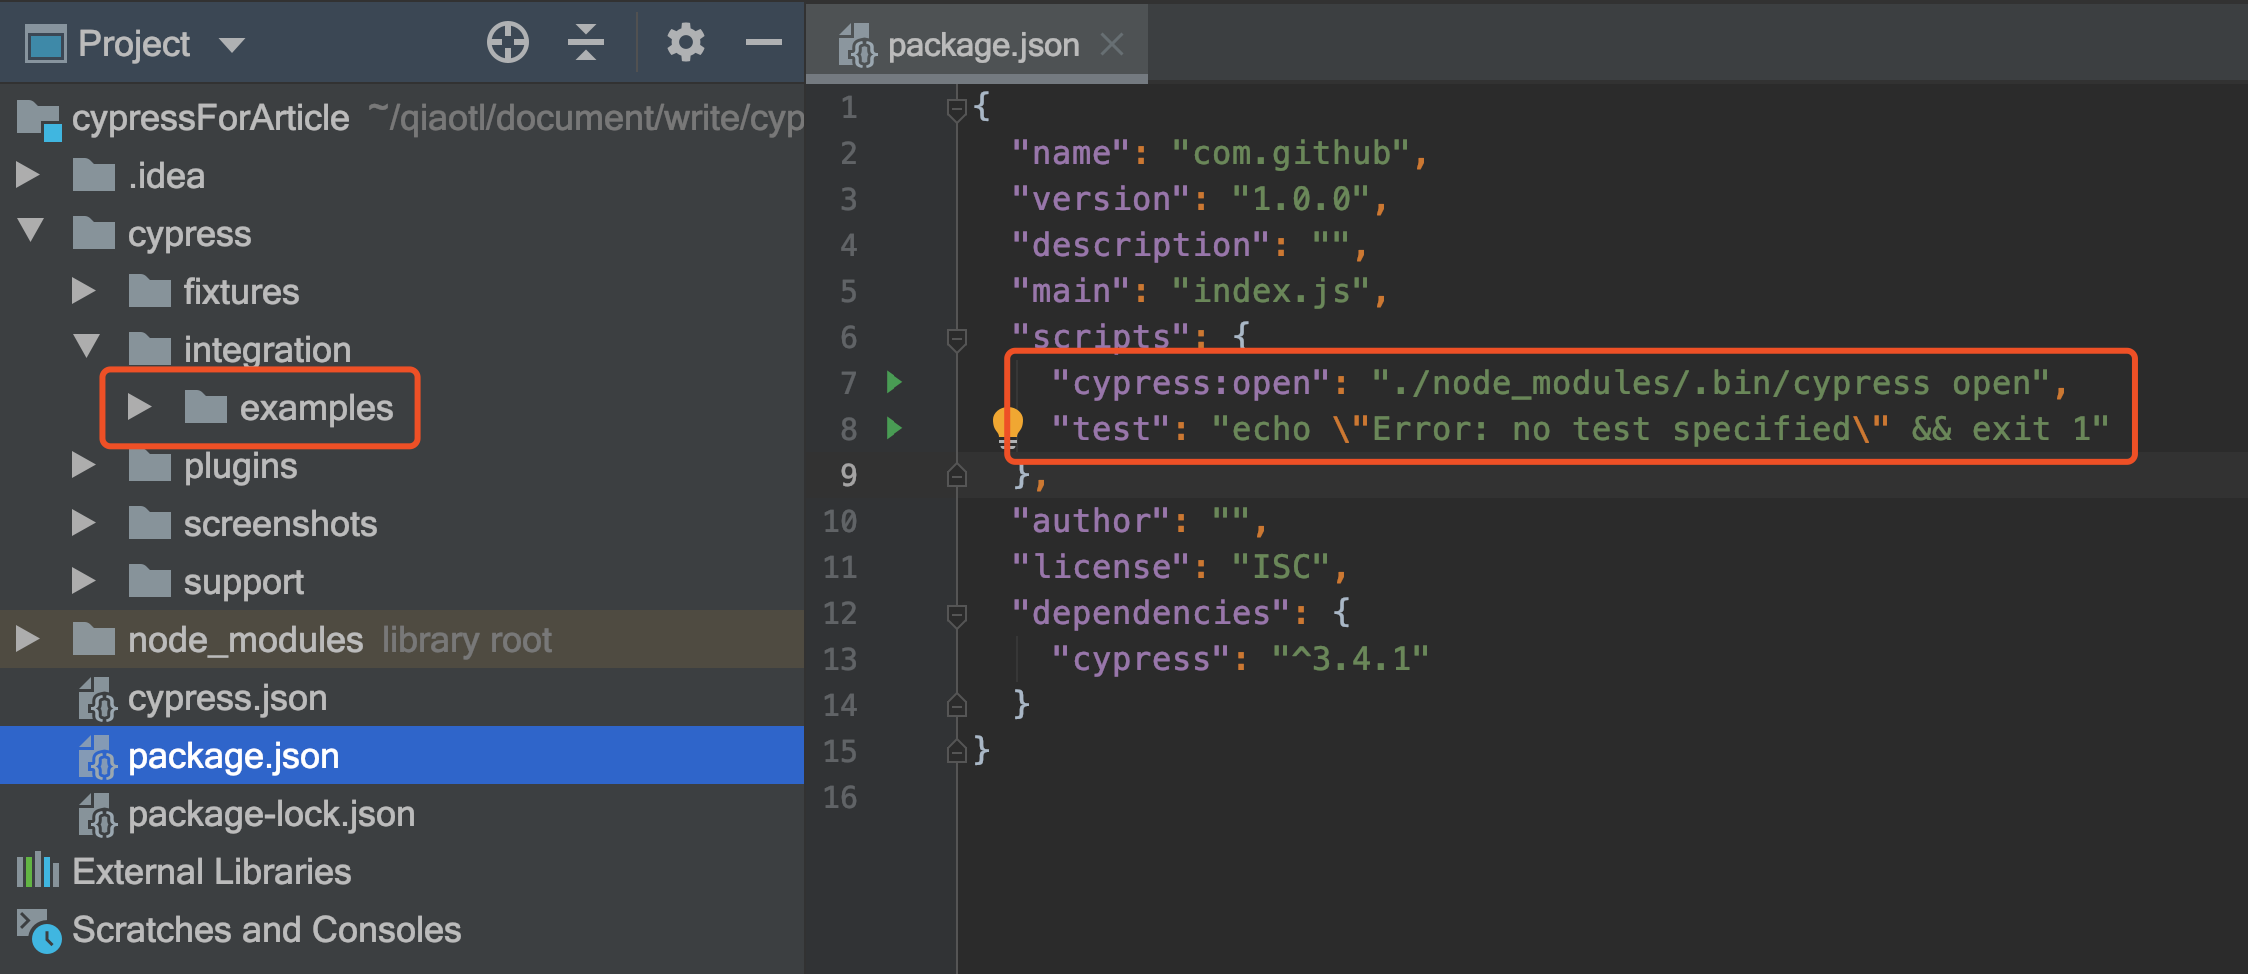 Project
cypressForArticle ~/qiaotl/document/write/cyp
.idea
cypress
fixtures
integration
examples
plugins
screenshots
support
node_modules library root
cypress.json
package.json
package-lock.json
External Libraries
Scratches and Consoles
package.json
1 {
2 "name": "com.github",
3 "version": "1.0.0",
4 "description": "",
5 "main": "index.js",
6 "scripts": {
7 "cypress:open": "./node_modules/.bin/cypress open",
8 "test": "echo \"Error: no test specified\" && exit 1"
9 },
10 "author": "",
11 "license": "ISC",
12 "dependencies": {
13 "cypress": "^3.4.1"
14 }
15 }
16